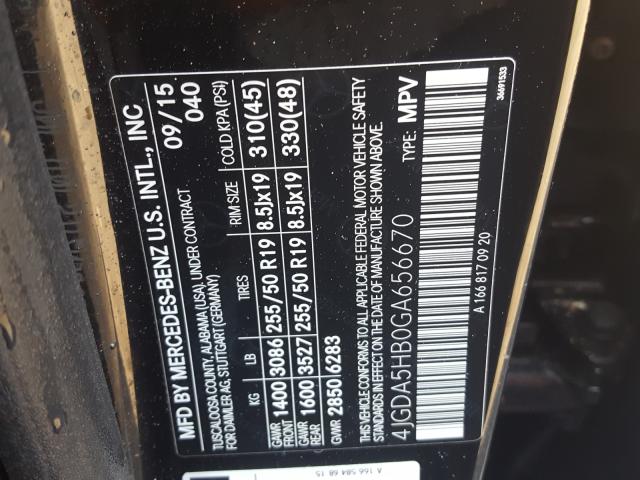 MFD BY MERCEDES-BENZ U.S. INTL., INC
TUSCALOOSA COUNTY, ALABAMA (USA), UNDER CONTRACT
FOR DAIMLER AG, STUTTGART (GERMANY)
09/15
040
KG LB TIRES RIM SIZE COLD KPA (PSI)
GAWR FRONT 1400 3086 255/50 R19 8.5Jx19 310(45)
GAWR REAR 1600 3527 255/50 R19 8.5Jx19 330(48)
GVWR 2850 6283
THIS VEHICLE CONFORMS TO ALL APPLICABLE FEDERAL MOTOR VEHICLE SAFETY
STANDARDS IN EFFECT ON THE DATE OF MANUFACTURE SHOWN ABOVE.
4JGDA5HB0GA656670 TYPE: MPV
A 166 817 09 20
36691533
A 166 584 68 15